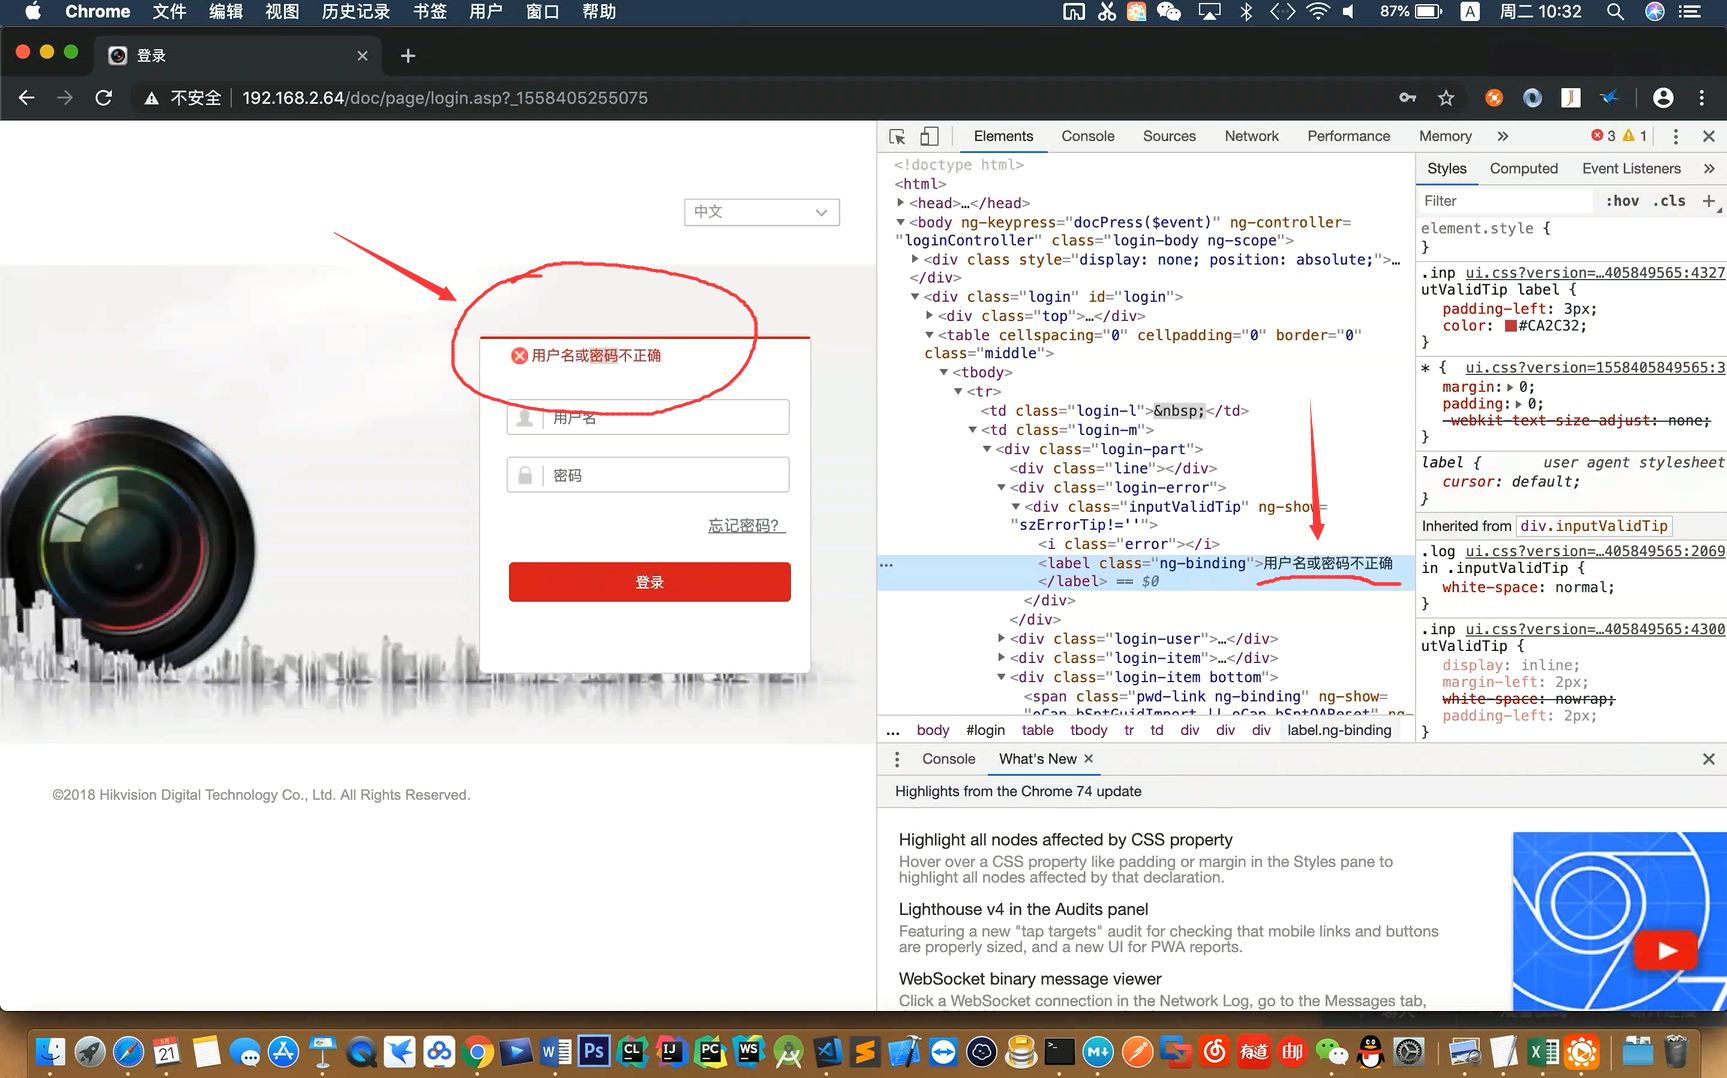 Chrome 文件 编辑 视图 历史记录 书签 用户 窗口 帮助 87% A 周二 10:32
登录
不安全 192.168.2.64/doc/page/login.asp?_1558405255075
中文
用户名或密码不正确
用户名
密码
忘记密码?
登录
©2018 Hikvision Digital Technology Co., Ltd. All Rights Reserved.
Elements Console Sources Network Performance Memory » 3 1
<!doctype html>
<html>
<head>…</head>
<body ng-keypress="docPress($event)" ng-controller=
"loginController" class="login-body ng-scope">
<div class style="display: none; position: absolute;">…
</div>
<div class="login" id="login">
<div class="top">…</div>
<table cellspacing="0" cellpadding="0" border="0"
class="middle">
<tbody>
<tr>
<td class="login-l">&nbsp;</td>
<td class="login-m">
<div class="login-part">
<div class="line"></div>
<div class="login-error">
<div class="inputValidTip" ng-show=
"szErrorTip!=''">
<i class="error"></i>
<label class="ng-binding">用户名或密码不正确
</label> == $0
</div>
</div>
<div class="login-user">…</div>
<div class="login-item">…</div>
<div class="login-item bottom">
<span class="pwd-link ng-binding" ng-show=
"oCap.bSptGuidImport || oCap.bSptQAReset" ng-
... body #login table tbody tr td div div div label.ng-binding
Styles Computed Event Listeners »
Filter :hov .cls +
element.style {
}
.inp ui.css?version=…405849565:4327
utValidTip label {
padding-left: 3px;
color: #CA2C32;
}
* { ui.css?version=1558405849565:3
margin: 0;
padding: 0;
-webkit-text-size-adjust: none;
}
label { user agent stylesheet
cursor: default;
}
Inherited from div.inputValidTip
.log ui.css?version=…405849565:2069
in .inputValidTip {
white-space: normal;
}
.inp ui.css?version=…405849565:4300
utValidTip {
display: inline;
margin-left: 2px;
white-space: nowrap;
padding-left: 2px;
}
Console What's New
Highlights from the Chrome 74 update
Highlight all nodes affected by CSS property
Hover over a CSS property like padding or margin in the Styles pane to
highlight all nodes affected by that declaration.
Lighthouse v4 in the Audits panel
Featuring a new "tap targets" audit for checking that mobile links and buttons
are properly sized, and a new UI for PWA reports.
WebSocket binary message viewer
Click a WebSocket connection in the Network Log, go to the Messages tab,
21 W Ps CL IJ PC WS M 有道 邮 X